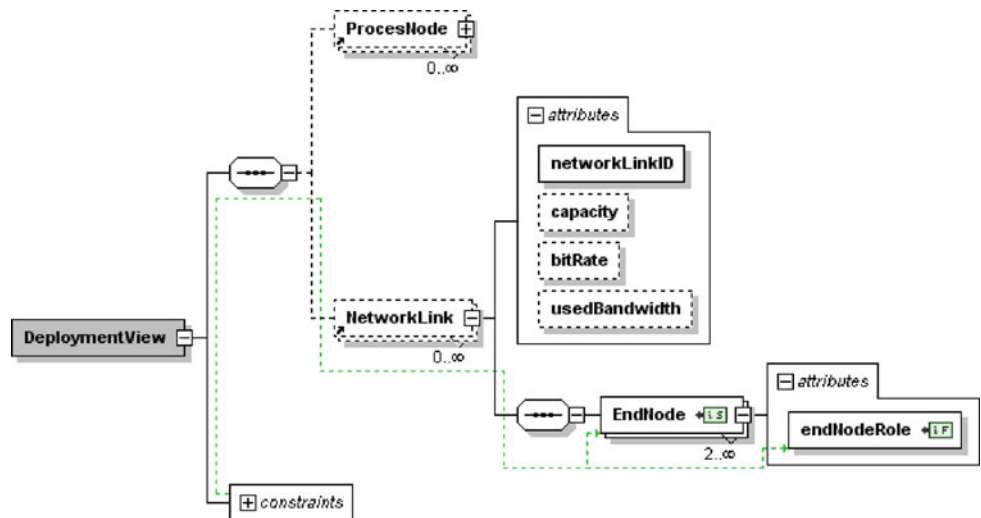 ProcesNode
0..∞
attributes
networkLinkID
capacity
bitRate
usedBandwidth
NetworkLink
0..∞
DeploymentView
attributes
EndNode
i S
endNodeRole
i F
2..∞
constraints